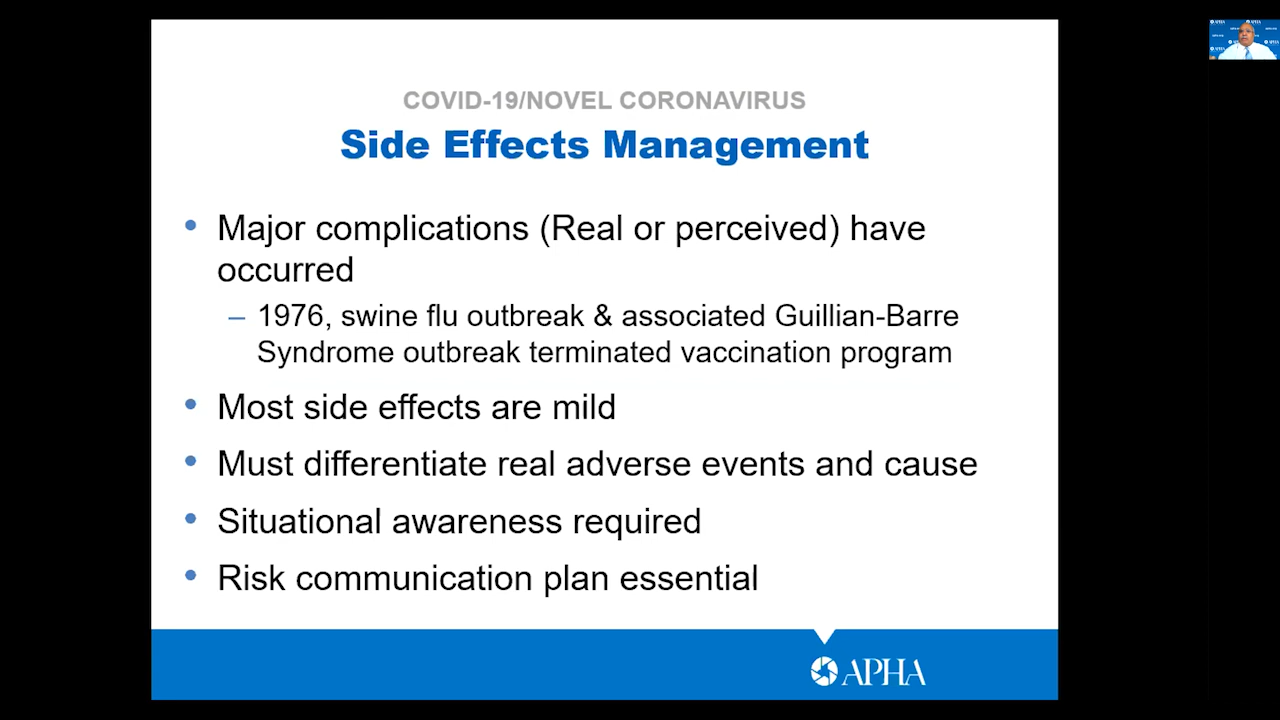 COVID-19/NOVEL CORONAVIRUS
Side Effects Management
• Major complications (Real or perceived) have
occurred
– 1976, swine flu outbreak & associated Guillian-Barre
Syndrome outbreak terminated vaccination program
• Most side effects are mild
• Must differentiate real adverse events and cause
• Situational awareness required
• Risk communication plan essential
APHA